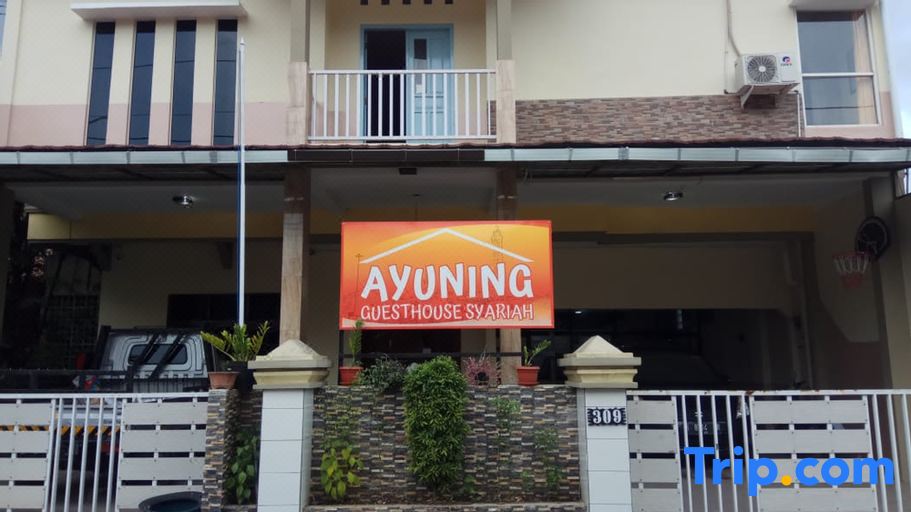 AYUNING
GUESTHOUSE SYARIAH
309
Trip.com